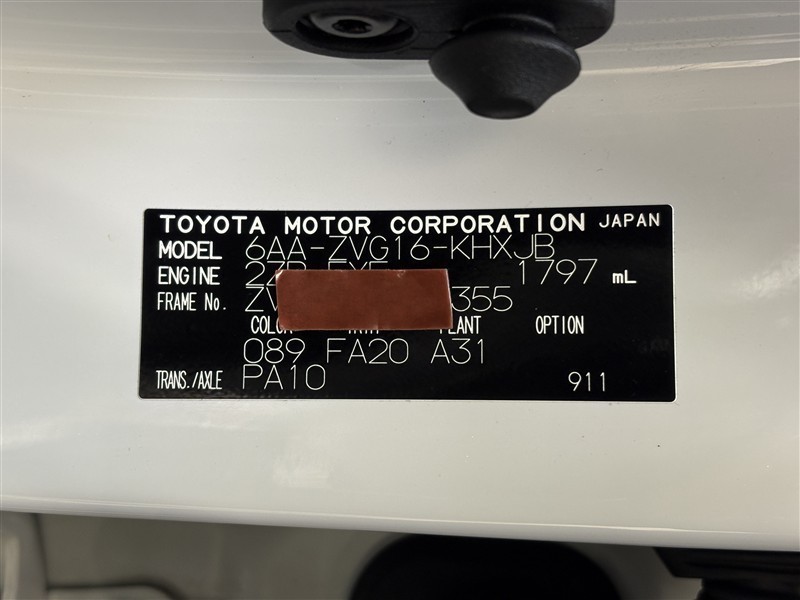 TOYOTA MOTOR CORPORATION JAPAN
MODEL 6AA-ZVG16-KHXJB
ENGINE 1797 mL
FRAME No. 355
COLOR TRIM PLANT OPTION
089 FA20 A31
TRANS./AXLE PA10 911